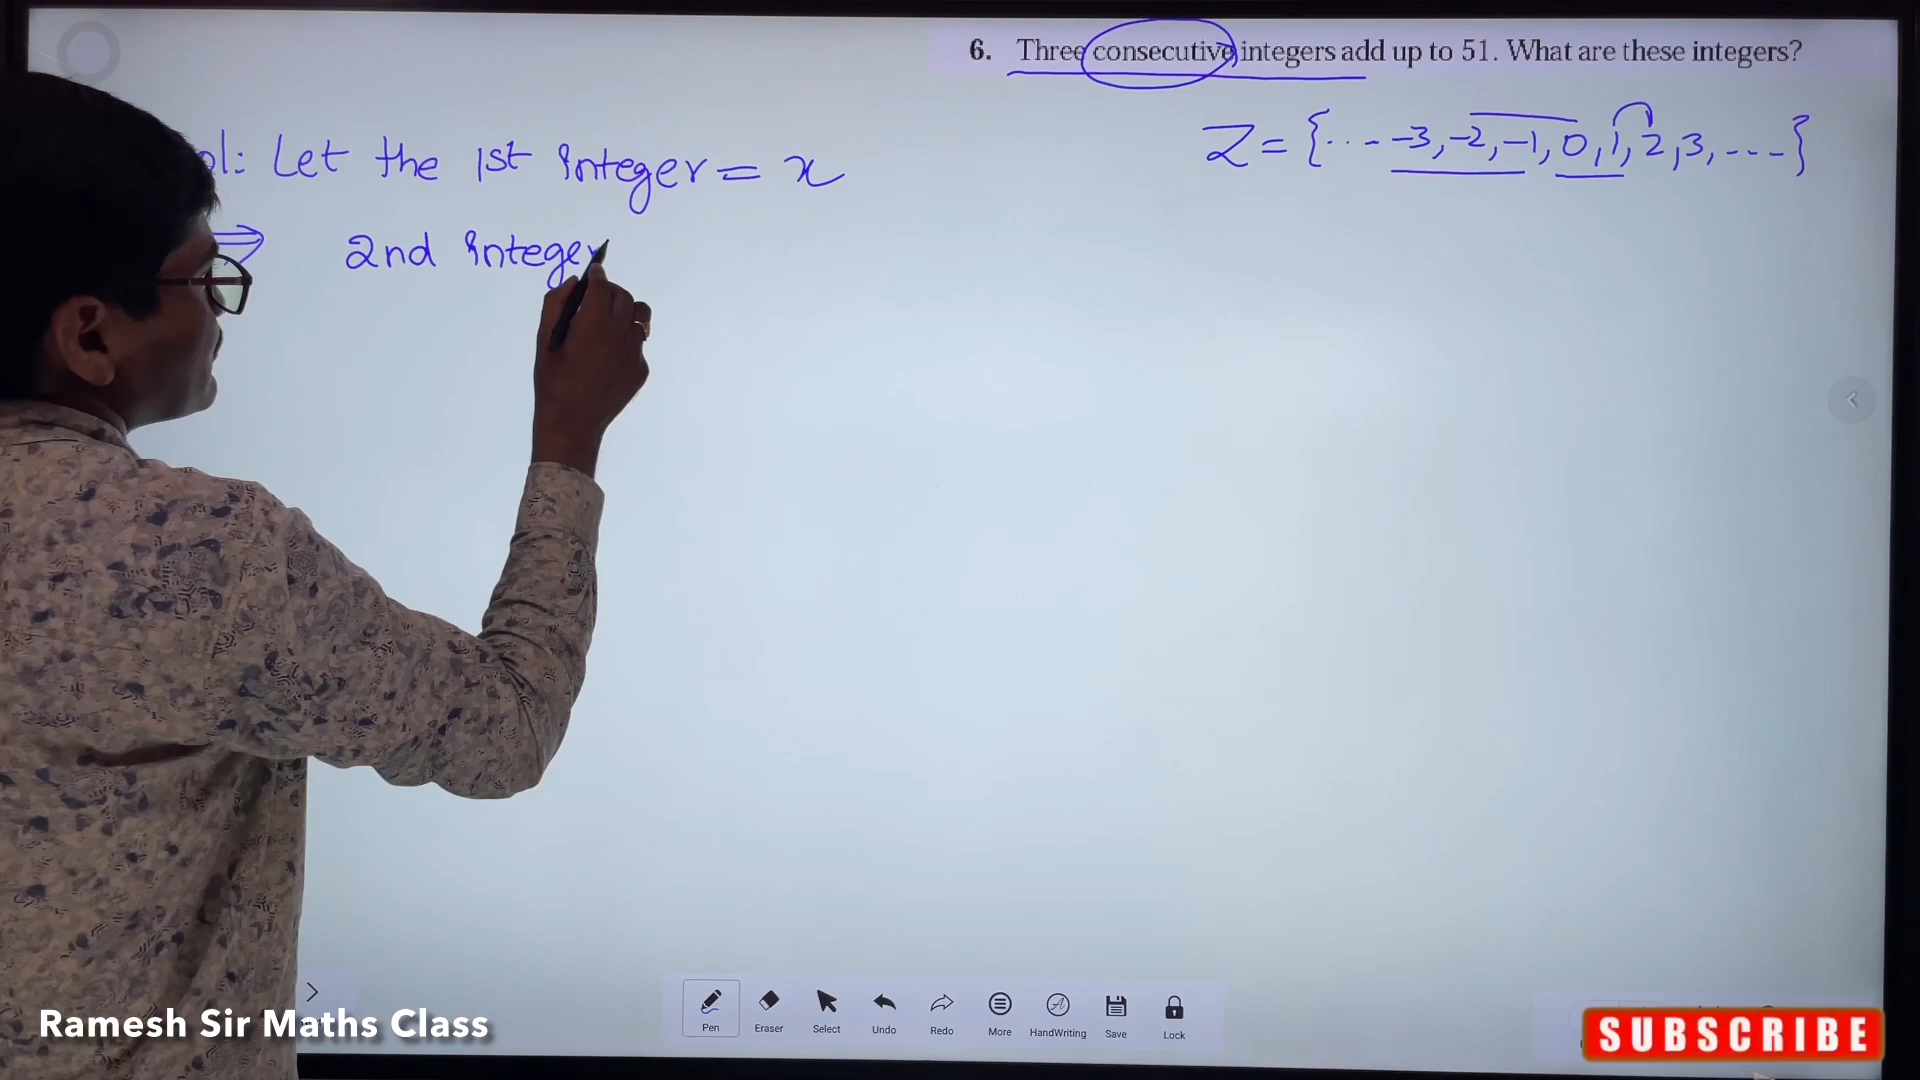 6. Three consecutive integers add up to 51. What are these integers?
Z = {... -3, -2, -1, 0, 1, 2, 3, ...}
ol: Let the 1st integer = x
⇒ 2nd integer
Pen Eraser Select Undo Redo More HandWriting Save Lock
Ramesh Sir Maths Class
SUBSCRIBE